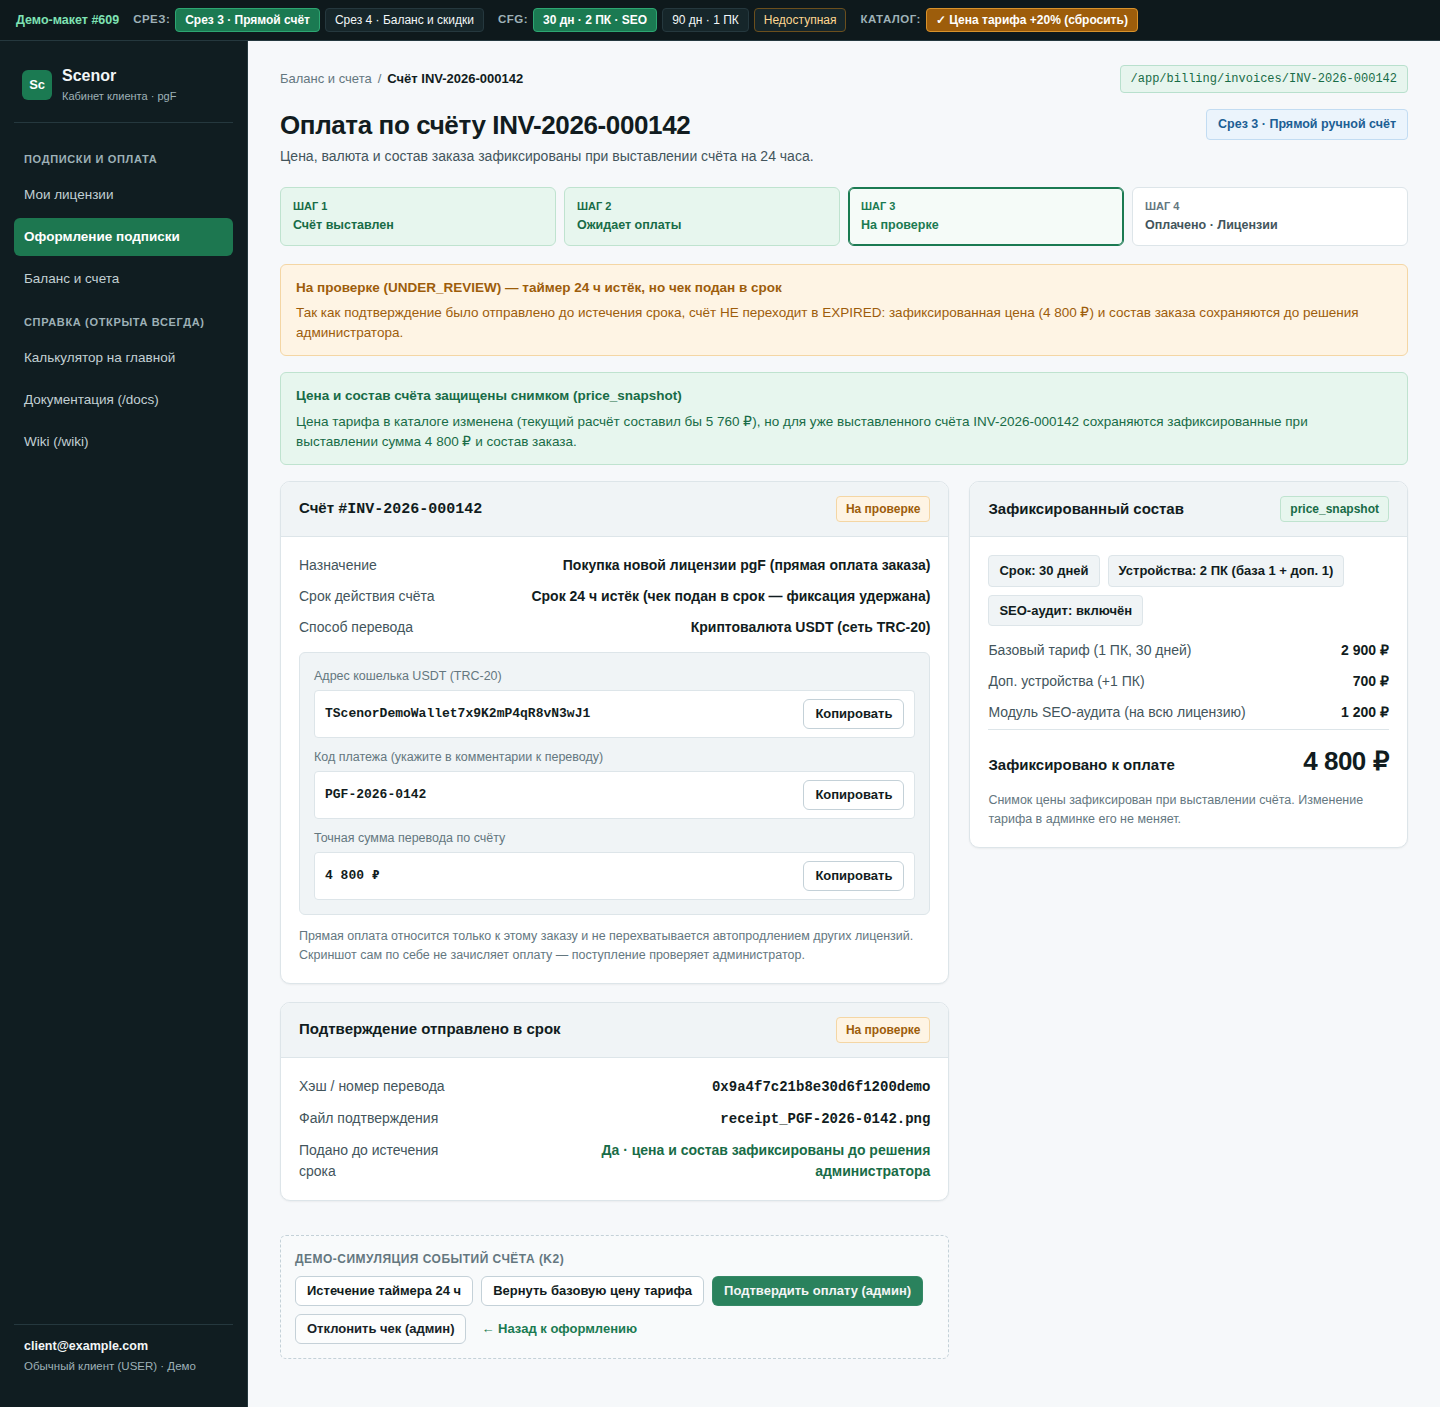 Демо-макет #609 СРЕЗ: Срез 3 · Прямой счёт Срез 4 · Баланс и скидки CFG: 30 дн · 2 ПК · SEO 90 дн · 1 ПК Недоступная КАТАЛОГ: ✓ Цена тарифа +20% (сбросить)
Sc
Scenor
Кабинет клиента · pgF
ПОДПИСКИ И ОПЛАТА
Мои лицензии
Оформление подписки
Баланс и счета
СПРАВКА (ОТКРЫТА ВСЕГДА)
Калькулятор на главной
Документация (/docs)
Wiki (/wiki)
client@example.com
Обычный клиент (USER) · Демо
Баланс и счета / Счёт INV-2026-000142
/app/billing/invoices/INV-2026-000142
Оплата по счёту INV-2026-000142
Срез 3 · Прямой ручной счёт
Цена, валюта и состав заказа зафиксированы при выставлении счёта на 24 часа.
ШАГ 1
Счёт выставлен
ШАГ 2
Ожидает оплаты
ШАГ 3
На проверке
ШАГ 4
Оплачено · Лицензии
На проверке (UNDER_REVIEW) — таймер 24 ч истёк, но чек подан в срок
Так как подтверждение было отправлено до истечения срока, счёт НЕ переходит в EXPIRED: зафиксированная цена (4 800 ₽) и состав заказа сохраняются до решения
администратора.
Цена и состав счёта защищены снимком (price_snapshot)
Цена тарифа в каталоге изменена (текущий расчёт составил бы 5 760 ₽), но для уже выставленного счёта INV-2026-000142 сохраняются зафиксированные при
выставлении сумма 4 800 ₽ и состав заказа.
Счёт #INV-2026-000142
На проверке
Назначение
Покупка новой лицензии pgF (прямая оплата заказа)
Срок действия счёта
Срок 24 ч истёк (чек подан в срок — фиксация удержана)
Способ перевода
Криптовалюта USDT (сеть TRC-20)
Адрес кошелька USDT (TRC-20)
TScenorDemoWallet7x9K2mP4qR8vN3wJ1
Копировать
Код платежа (укажите в комментарии к переводу)
PGF-2026-0142
Копировать
Точная сумма перевода по счёту
4 800 ₽
Копировать
Прямая оплата относится только к этому заказу и не перехватывается автопродлением других лицензий.
Скриншот сам по себе не зачисляет оплату — поступление проверяет администратор.
Зафиксированный состав
price_snapshot
Срок: 30 дней
Устройства: 2 ПК (база 1 + доп. 1)
SEO-аудит: включён
Базовый тариф (1 ПК, 30 дней)
2 900 ₽
Доп. устройства (+1 ПК)
700 ₽
Модуль SEO-аудита (на всю лицензию)
1 200 ₽
Зафиксировано к оплате
4 800 ₽
Снимок цены зафиксирован при выставлении счёта. Изменение
тарифа в админке его не меняет.
Подтверждение отправлено в срок
На проверке
Хэш / номер перевода
0x9a4f7c21b8e30d6f1200demo
Файл подтверждения
receipt_PGF-2026-0142.png
Подано до истечения
срока
Да · цена и состав зафиксированы до решения
администратора
ДЕМО-СИМУЛЯЦИЯ СОБЫТИЙ СЧЁТА (K2)
Истечение таймера 24 ч
Вернуть базовую цену тарифа
Подтвердить оплату (админ)
Отклонить чек (админ)
← Назад к оформлению